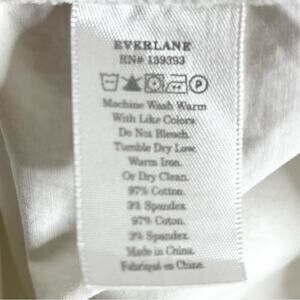 EVERLANE
RN# 139393
Machine Wash Warm
With Like Colors.
Do Not Bleach.
Tumble Dry Low.
Warm Iron.
Or Dry Clean.
97% Cotton.
3% Spandex.
97% Coton.
3% Spandex.
Made in China.
Fabriqué en Chine.